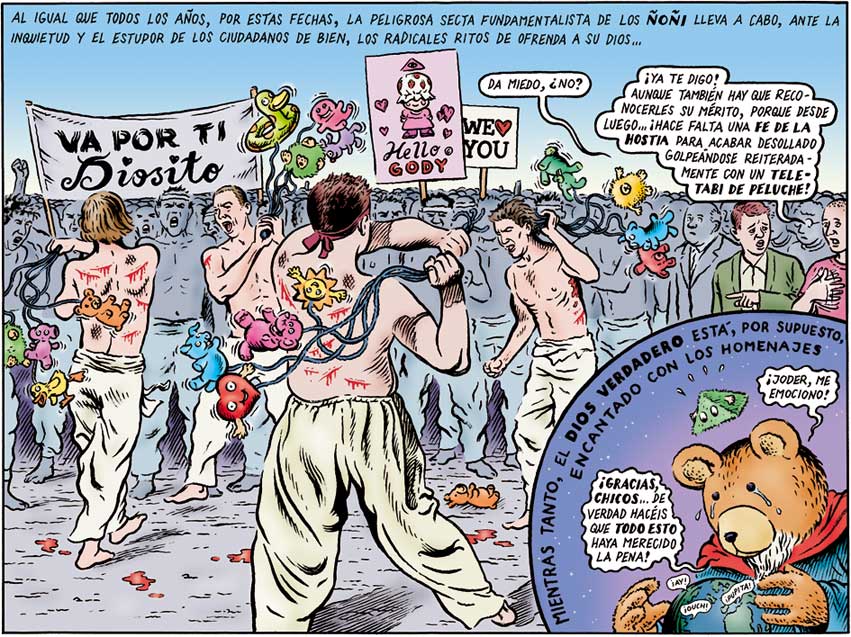 AL IGUAL QUE TODOS LOS AÑOS, POR ESTAS FECHAS, LA PELIGROSA SECTA FUNDAMENTALISTA DE LOS ÑOÑI LLEVA A CABO, ANTE LA
INQUIETUD Y EL ESTUPOR DE LOS CIUDADANOS DE BIEN, LOS RADICALES RITOS DE OFRENDA A SU DIOS...
VA POR TI
Diosito
Hello
GODY
WE♥
YOU
DA MIEDO, ¿NO?
¡YA TE DIGO!
AUNQUE TAMBIÉN HAY QUE RECO-
NOCERLES SU MÉRITO, PORQUE DESDE
LUEGO... ¡HACE FALTA UNA FE DE LA
HOSTIA PARA ACABAR DESOLLADO
GOLPEÁNDOSE REITERADA-
MENTE CON UN TELE-
TABI DE PELUCHE!
MIENTRAS TANTO, EL DIOS VERDADERO ESTÁ, POR SUPUESTO,
ENCANTADO CON LOS HOMENAJES
¡JODER, ME
EMOCIONO!
¡GRACIAS,
CHICOS... DE
VERDAD HACÉIS
QUE TODO ESTO
HAYA MERECIDO
LA PENA!
¡AY!
¡OUCH!
¡PUPITA!